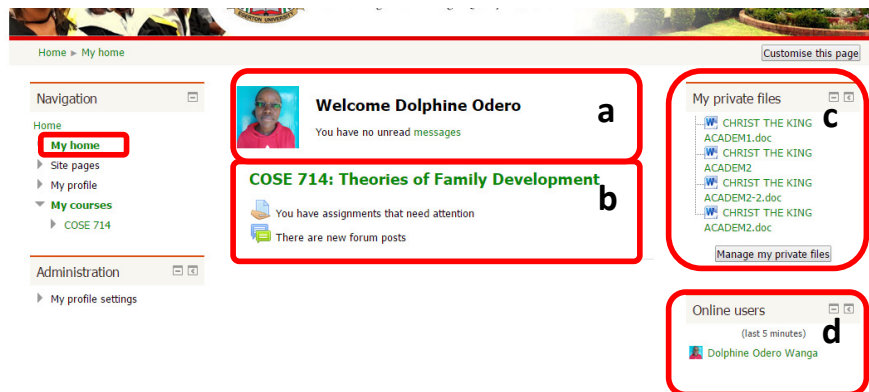 EGERTON UNIVERSITY
Home ► My home
Customise this page
Navigation
Home
My home
Site pages
My profile
My courses
COSE 714
Administration
My profile settings
Welcome Dolphine Odero
You have no unread messages
a
COSE 714: Theories of Family Development
b
You have assignments that need attention
There are new forum posts
My private files
c
CHRIST THE KING
ACADEM1.doc
CHRIST THE KING
ACADEM2
CHRIST THE KING
ACADEM2-2.doc
CHRIST THE KING
ACADEM2.doc
Manage my private files
Online users
d
(last 5 minutes)
Dolphine Odero Wanga